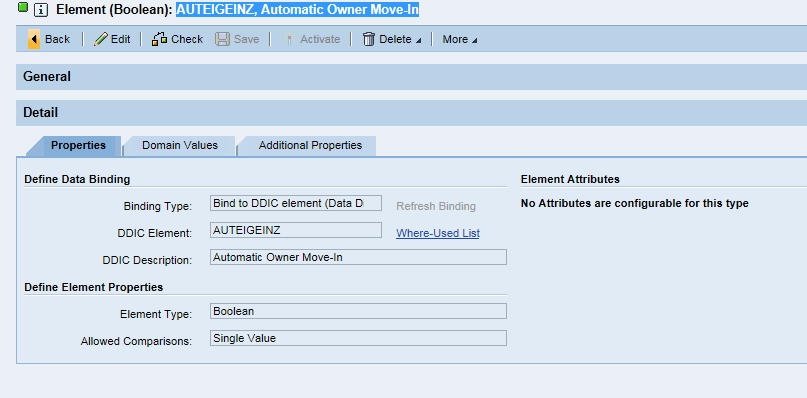 Element (Boolean): AUTEIGEINZ, Automatic Owner Move-In
Back Edit Check Save Activate Delete More
General
Detail
Properties Domain Values Additional Properties
Define Data Binding
Binding Type: Bind to DDIC element (Data D Refresh Binding
DDIC Element: AUTEIGEINZ Where-Used List
DDIC Description: Automatic Owner Move-In
Define Element Properties
Element Type: Boolean
Allowed Comparisons: Single Value
Element Attributes
No Attributes are configurable for this type